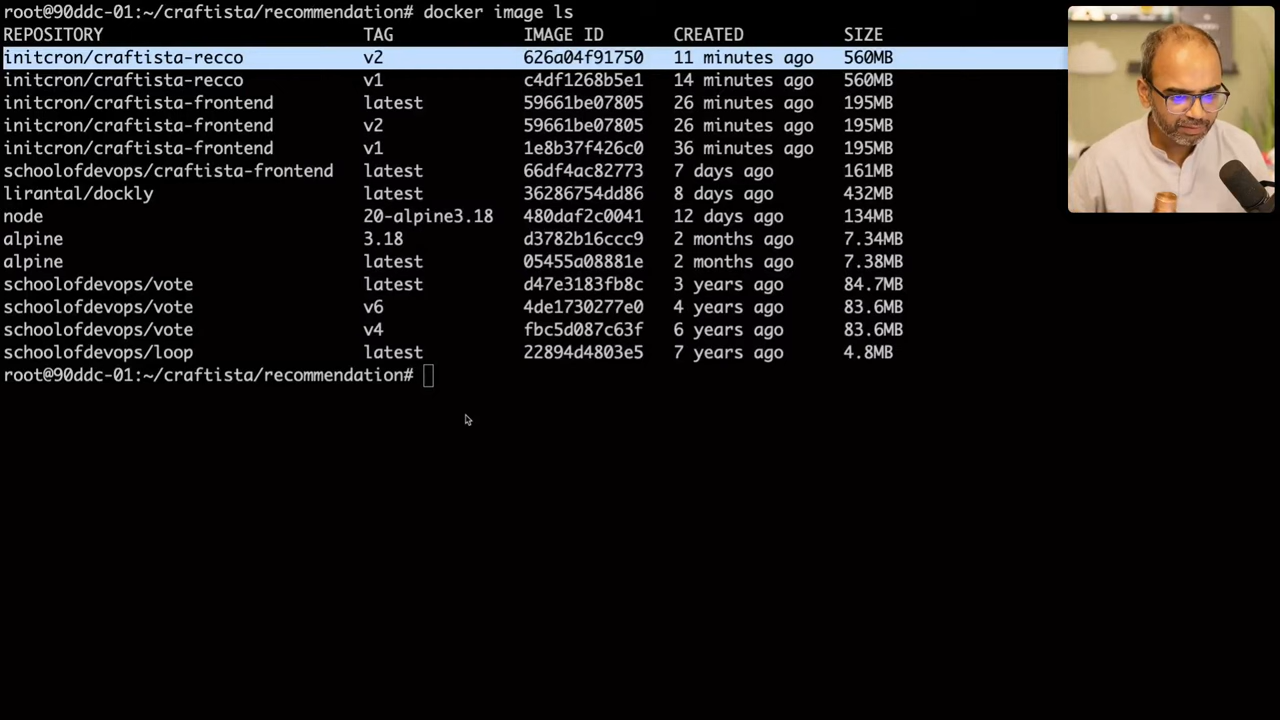 root@90ddc-01:~/craftista/recommendation# docker image ls
REPOSITORY TAG IMAGE ID CREATED SIZE
initcron/craftista-recco v2 626a04f91750 11 minutes ago 560MB
initcron/craftista-recco v1 c4df1268b5e1 14 minutes ago 560MB
initcron/craftista-frontend latest 59661be07805 26 minutes ago 195MB
initcron/craftista-frontend v2 59661be07805 26 minutes ago 195MB
initcron/craftista-frontend v1 1e8b37f426c0 36 minutes ago 195MB
schoolofdevops/craftista-frontend latest 66df4ac82773 7 days ago 161MB
lirantal/dockly latest 36286754dd86 8 days ago 432MB
node 20-alpine3.18 480daf2c0041 12 days ago 134MB
alpine 3.18 d3782b16ccc9 2 months ago 7.34MB
alpine latest 05455a08881e 2 months ago 7.38MB
schoolofdevops/vote latest d47e3183fb8c 3 years ago 84.7MB
schoolofdevops/vote v6 4de1730277e0 4 years ago 83.6MB
schoolofdevops/vote v4 fbc5d087c63f 6 years ago 83.6MB
schoolofdevops/loop latest 22894d4803e5 7 years ago 4.8MB
root@90ddc-01:~/craftista/recommendation#